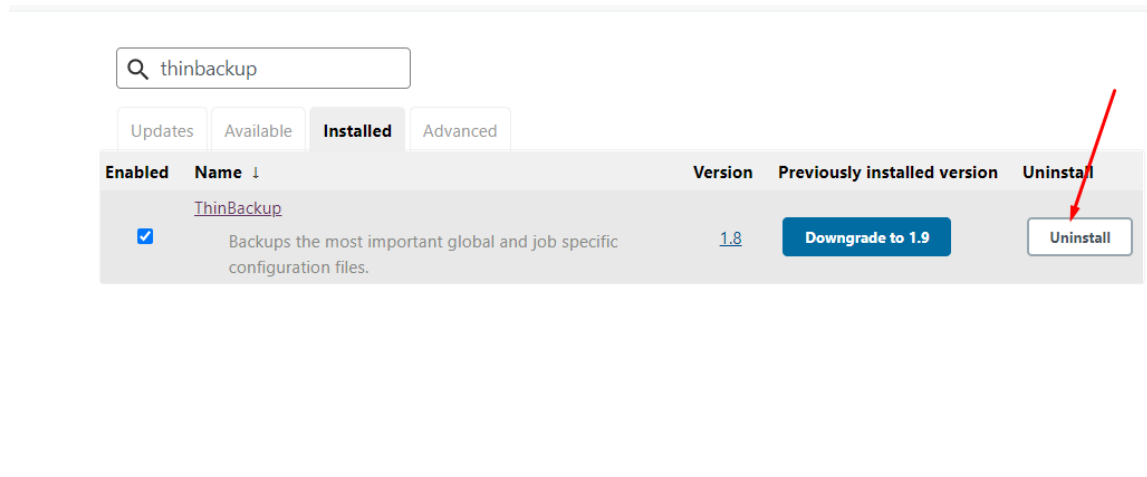 thinbackup
Updates Available Installed Advanced
Enabled Name ↓ Version Previously installed version Uninstall
ThinBackup
Backups the most important global and job specific
configuration files.
1.8 Downgrade to 1.9 Uninstall